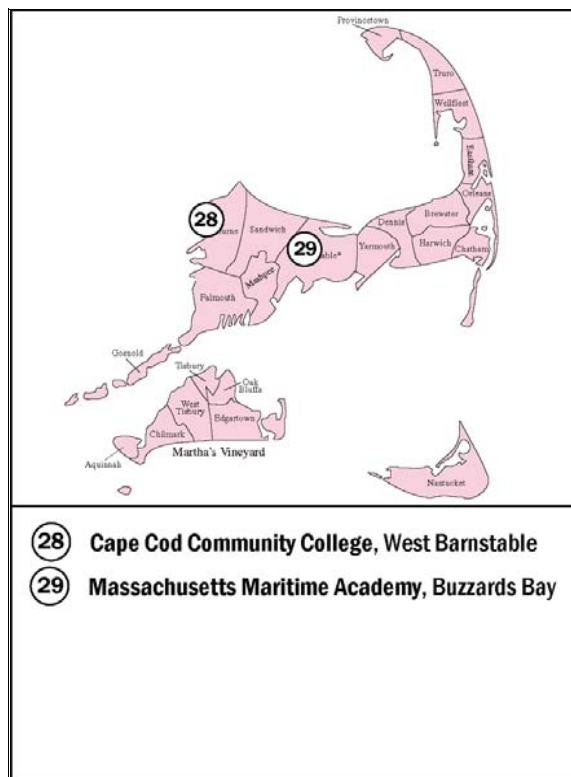 Provincetown
Truro
Wellfleet
Eastham
Orleans
Brewster
Dennis
28
urne
Sandwich
29
able*
Yarmouth
Harwich
Chatham
Mashpee
Falmouth
Gosnold
Tisbury
Oak
Bluffs
West
Tisbury
Edgartown
Chilmark
Martha's Vineyard
Aquinnah
Nantucket
28 Cape Cod Community College, West Barnstable
29 Massachusetts Maritime Academy, Buzzards Bay